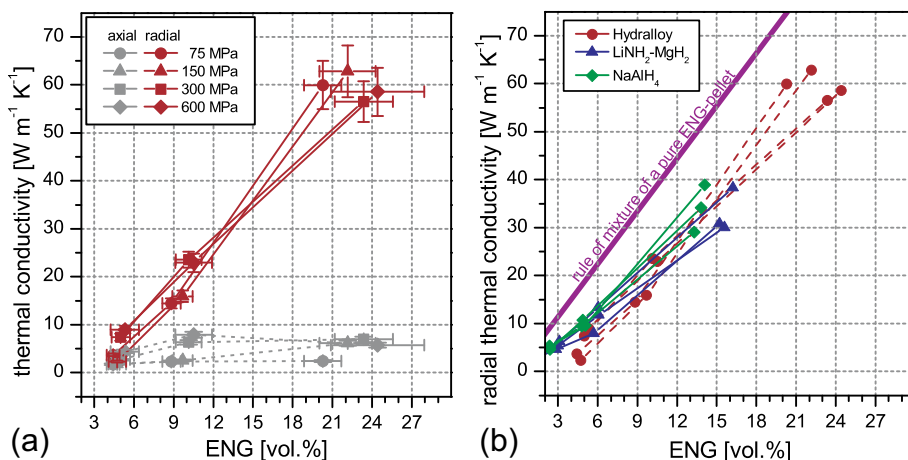 axial radial
75 MPa
150 MPa
300 MPa
600 MPa
thermal conductivity [W m⁻¹ K⁻¹]
70
60
50
40
30
20
10
0
3 6 9 12 15 18 21 24 27
ENG [vol.%]
(a)
Hydralloy
LiNH₂-MgH₂
NaAlH₄
rule of mixture of a pure ENG-pellet
radial thermal conductivity [W m⁻¹ K⁻¹]
70
60
50
40
30
20
10
0
3 6 9 12 15 18 21 24 27
ENG [vol.%]
(b)